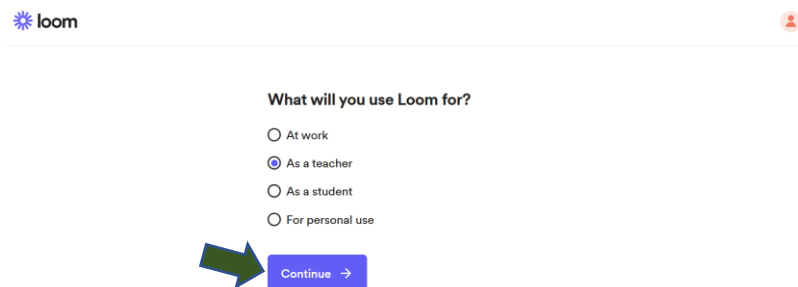 loom
What will you use Loom for?
At work
As a teacher
As a student
For personal use
Continue →